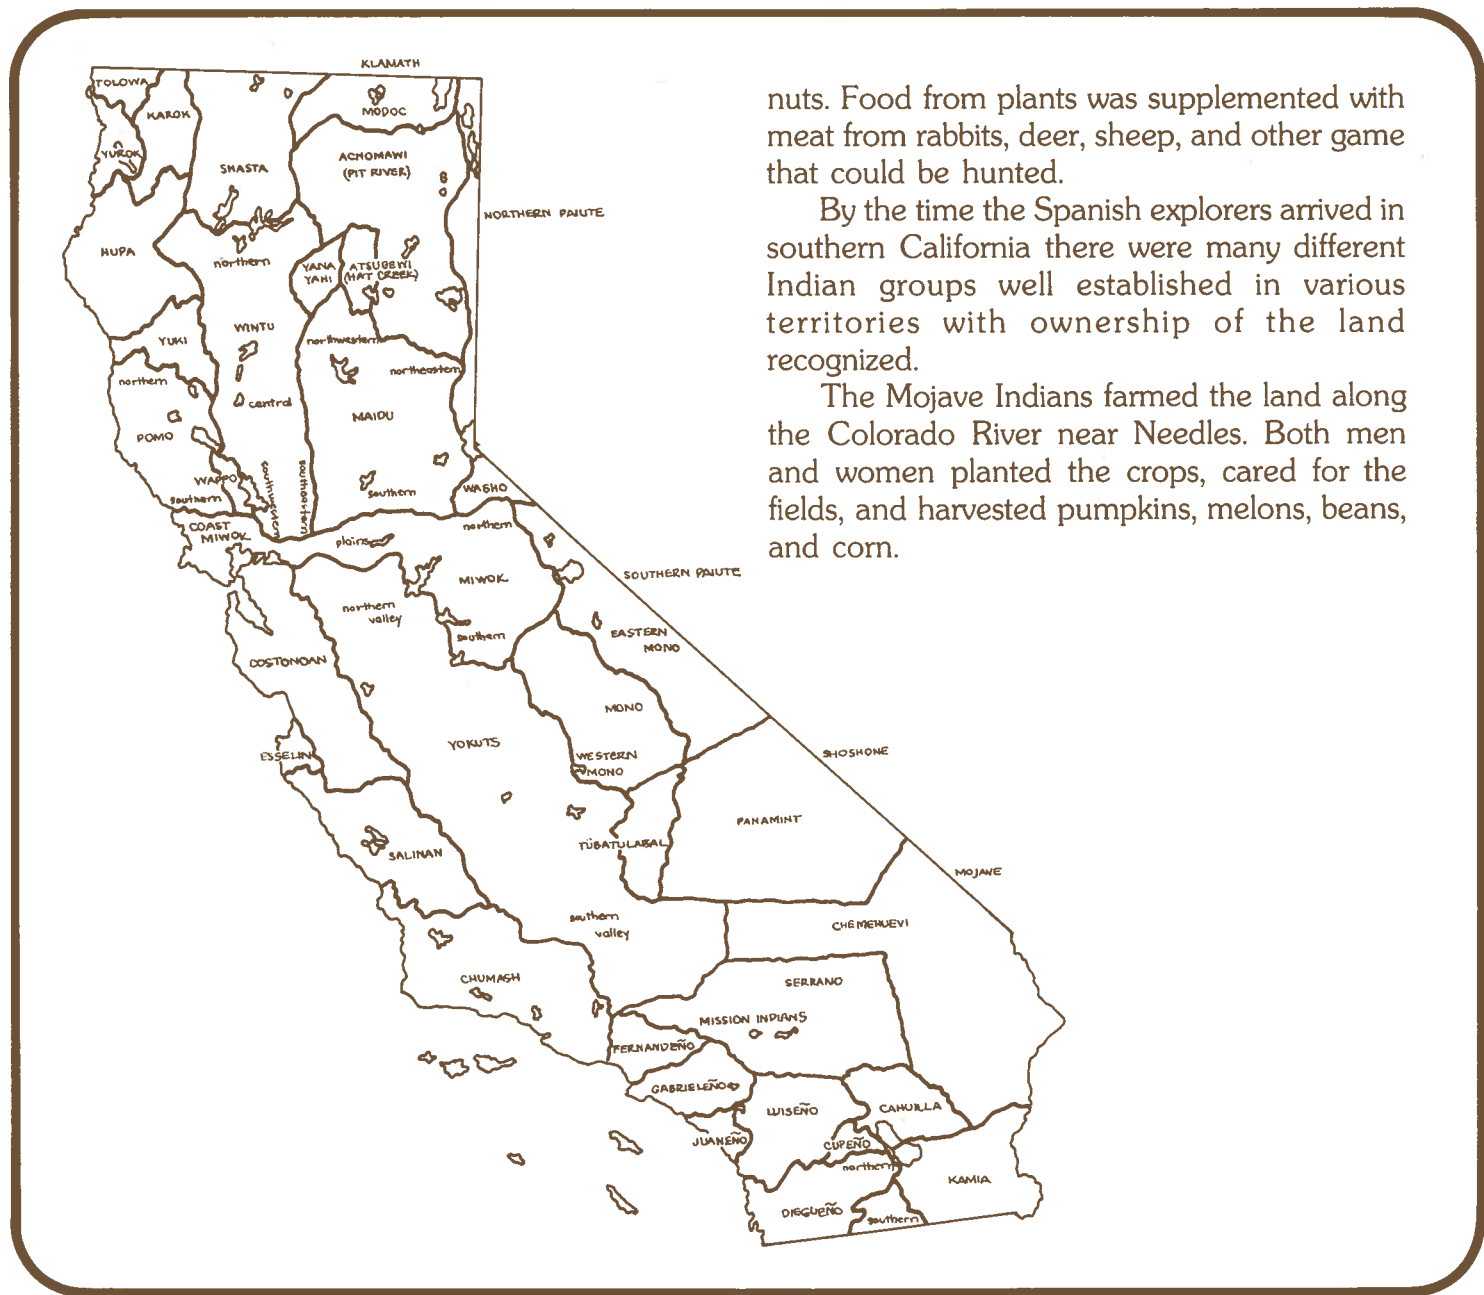 KLAMATH
TOLOWA
KAROK
MODOC
YUROK
SHASTA
ACHOMAWI
(PIT RIVER)
NORTHERN PAIUTE
HUPA
northern
YANA
YAHI
ATSUGEWI
(HAT CREEK)
WINTU
YUKI
northwestern
northeastern
northern
central
MAIDU
POMO
WAPPO
southern
southwestern
southeastern
southern
WASHO
COAST
MIWOK
plains
northern
MIWOK
SOUTHERN PAIUTE
northern
valley
southern
EASTERN
MONO
COSTONOAN
MONO
YOKUTS
ESSELIN
WESTERN
MONO
SHOSHONE
PANAMINT
TÜBATULABAL
SALINAN
MOJAVE
southern
valley
CHEMEHUEVI
CHUMASH
SERRANO
MISSION INDIANS
FERNANDEÑO
GABRIELEÑO
LUISEÑO
CAHUILLA
JUANEÑO
CUPEÑO
northern
KAMIA
DIEGUEÑO
southern
nuts. Food from plants was supplemented with
meat from rabbits, deer, sheep, and other game
that could be hunted.
By the time the Spanish explorers arrived in
southern California there were many different
Indian groups well established in various
territories with ownership of the land
recognized.
The Mojave Indians farmed the land along
the Colorado River near Needles. Both men
and women planted the crops, cared for the
fields, and harvested pumpkins, melons, beans,
and corn.